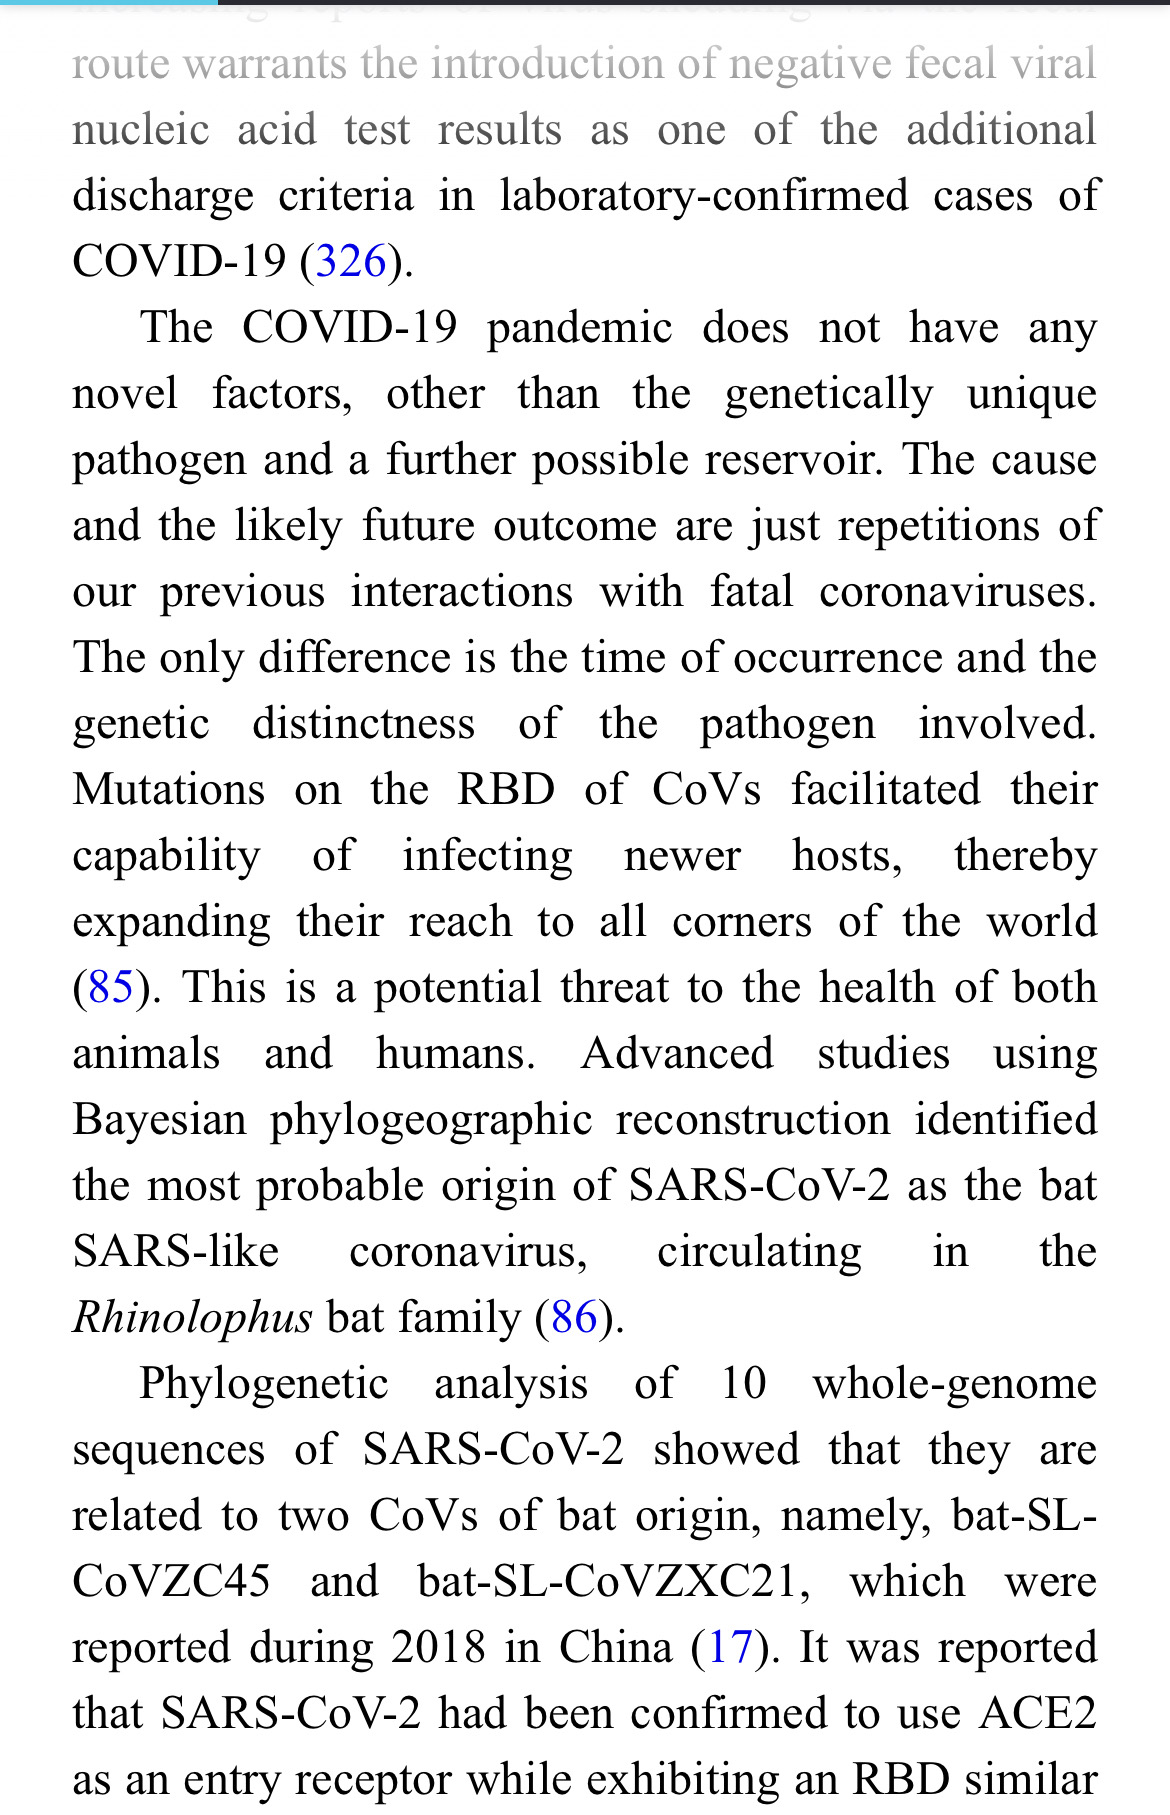 route warrants the introduction of negative fecal viral
nucleic acid test results as one of the additional
discharge criteria in laboratory-confirmed cases of
COVID-19 (326).
The COVID-19 pandemic does not have any
novel factors, other than the genetically unique
pathogen and a further possible reservoir. The cause
and the likely future outcome are just repetitions of
our previous interactions with fatal coronaviruses.
The only difference is the time of occurrence and the
genetic distinctness of the pathogen involved.
Mutations on the RBD of CoVs facilitated their
capability of infecting newer hosts, thereby
expanding their reach to all corners of the world
(85). This is a potential threat to the health of both
animals and humans. Advanced studies using
Bayesian phylogeographic reconstruction identified
the most probable origin of SARS-CoV-2 as the bat
SARS-like coronavirus, circulating in the
Rhinolophus bat family (86).
Phylogenetic analysis of 10 whole-genome
sequences of SARS-CoV-2 showed that they are
related to two CoVs of bat origin, namely, bat-SL-
CoVZC45 and bat-SL-CoVZXC21, which were
reported during 2018 in China (17). It was reported
that SARS-CoV-2 had been confirmed to use ACE2
as an entry receptor while exhibiting an RBD similar